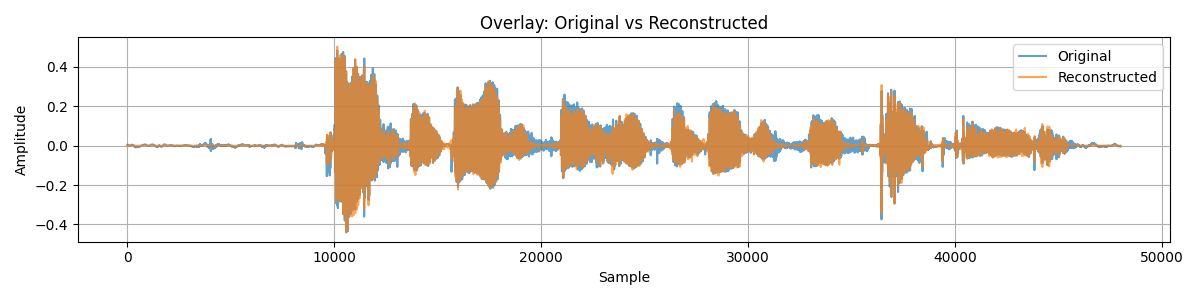 Overlay: Original vs Reconstructed
Original
Reconstructed
Amplitude
0.4
0.2
0.0
−0.2
−0.4
0
10000
20000
30000
40000
50000
Sample